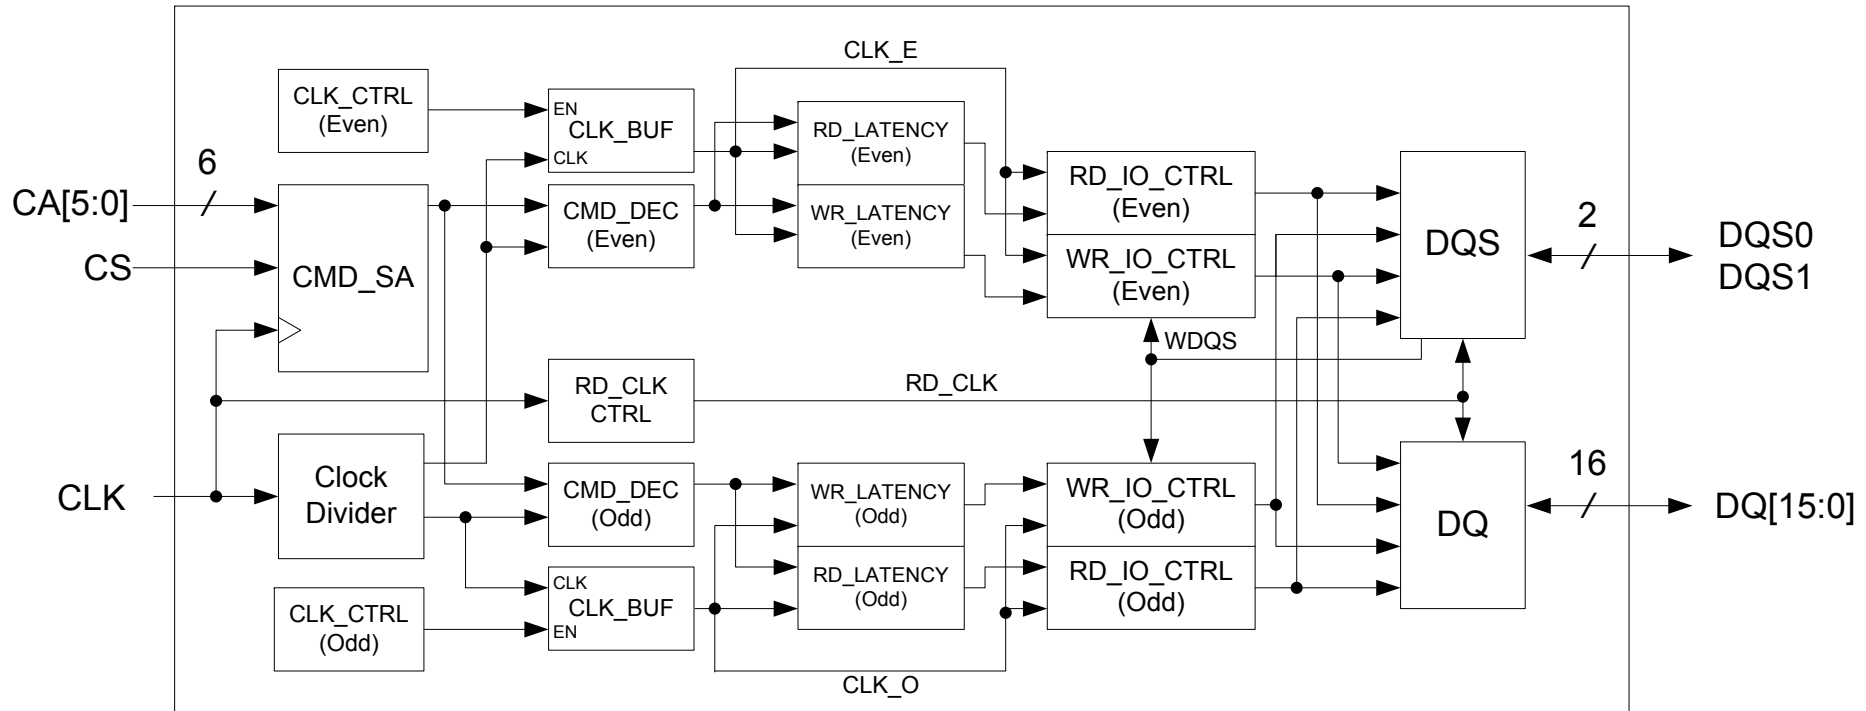 CLK_E
CLK_CTRL
(Even)
EN
CLK_BUF
CLK
RD_LATENCY
(Even)
6
CA[5:0]
CMD_DEC
(Even)
WR_LATENCY
(Even)
RD_IO_CTRL
(Even)
DQS
2
DQS0
DQS1
CS
CMD_SA
WR_IO_CTRL
(Even)
WDQS
RD_CLK
CTRL
RD_CLK
CLK
Clock
Divider
CMD_DEC
(Odd)
WR_LATENCY
(Odd)
WR_IO_CTRL
(Odd)
DQ
16
DQ[15:0]
CLK
CLK_BUF
EN
RD_LATENCY
(Odd)
RD_IO_CTRL
(Odd)
CLK_CTRL
(Odd)
CLK_O